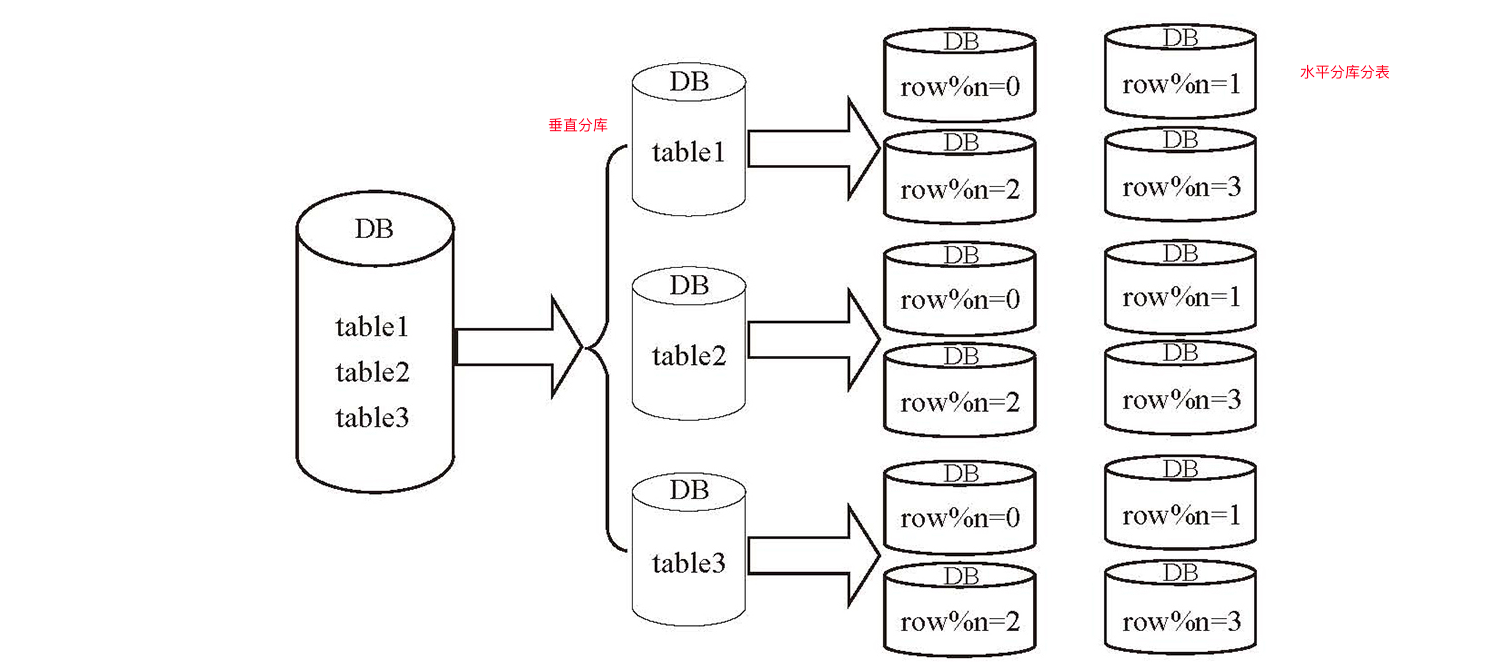 DB
table1
table2
table3
垂直分库
DB
table1
DB
table2
DB
table3
水平分库分表
DB
row%n=0
DB
row%n=1
DB
row%n=2
DB
row%n=3
DB
row%n=0
DB
row%n=1
DB
row%n=2
DB
row%n=3
DB
row%n=0
DB
row%n=1
DB
row%n=2
DB
row%n=3